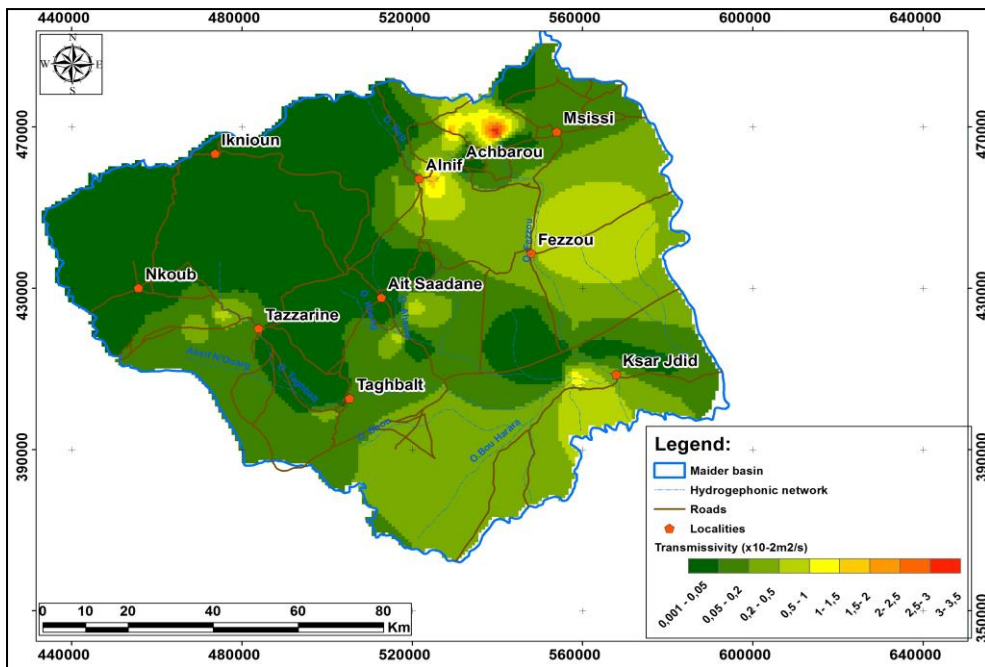 440000 480000 520000 560000 600000 640000
N
W E
S
470000 470000
Msissi
Iknioun
Achbarou
Alnif
Fezzou
O.Fezzou
Nkoub
430000 430000
Ait Saadane
Tazzarine
Ksar Jdid
Taghbalt
O.Bou Harara
390000 390000
Legend:
Maider basin
Hydrogephonic network
Roads
Localities
Transmissivity (x10-2m2/s)
0,001 - 0,05 0,05 - 0,2 0,2 - 0,5 0,5 - 1 1- 1,5 1,5- 2 2- 2,5 2,5- 3 3- 3,5
0 10 20 40 60 80
Km
350000 350000
440000 480000 520000 560000 600000 640000